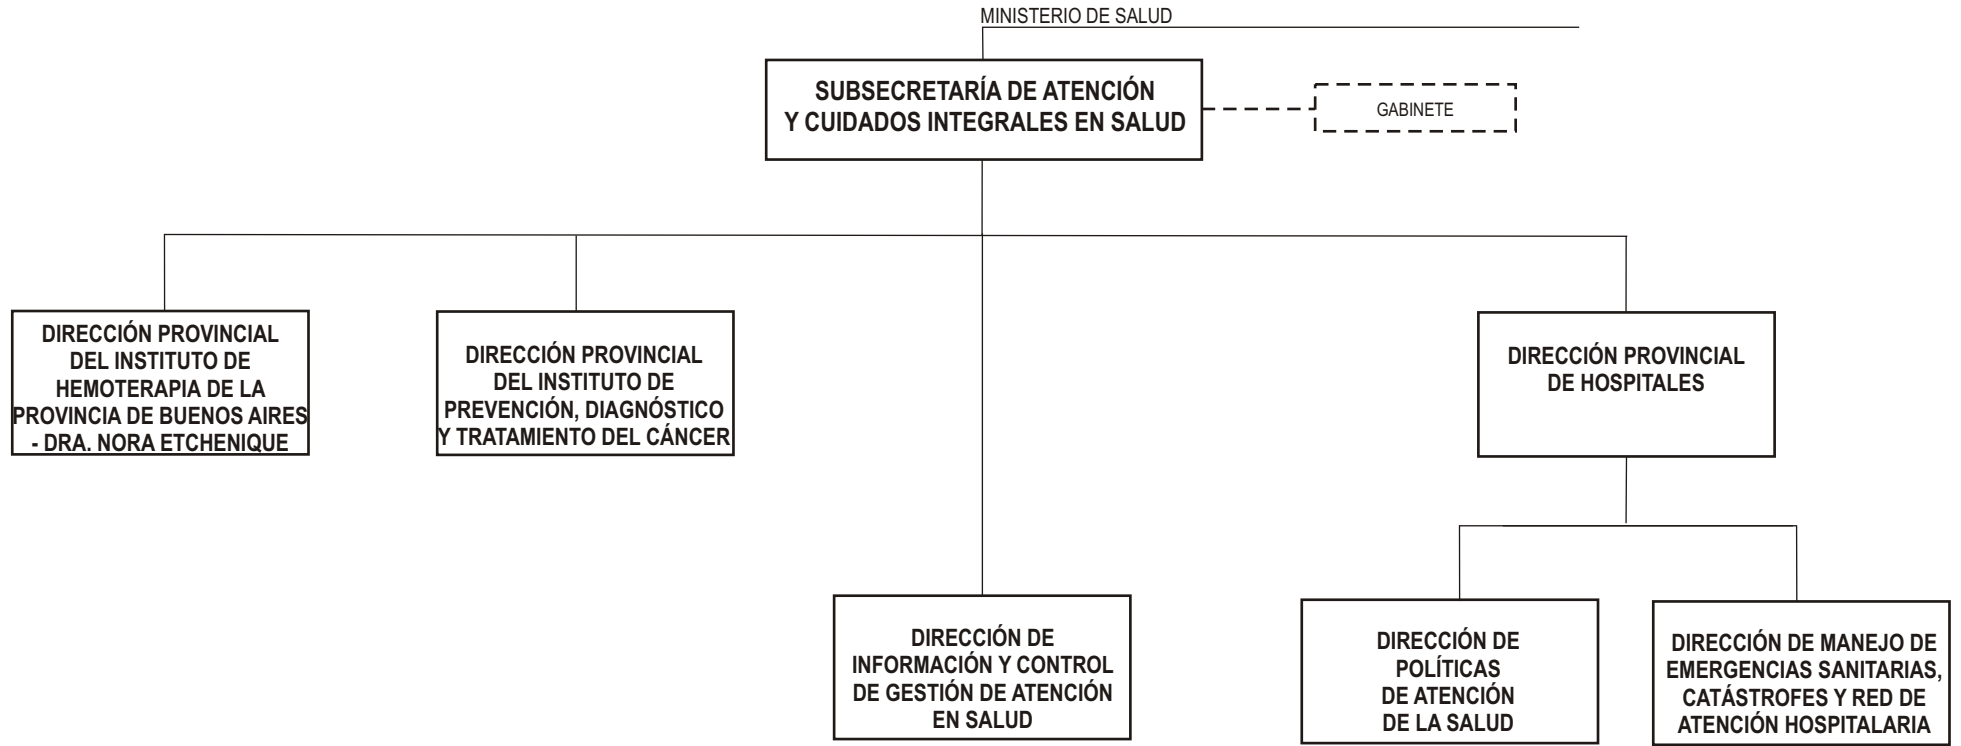 MINISTERIO DE SALUD
SUBSECRETARÍA DE ATENCIÓN
Y CUIDADOS INTEGRALES EN SALUD
GABINETE
DIRECCIÓN PROVINCIAL
DEL INSTITUTO DE
HEMOTERAPIA DE LA
PROVINCIA DE BUENOS AIRES
- DRA. NORA ETCHENIQUE
DIRECCIÓN PROVINCIAL
DEL INSTITUTO DE
PREVENCIÓN, DIAGNÓSTICO
Y TRATAMIENTO DEL CÁNCER
DIRECCIÓN PROVINCIAL
DE HOSPITALES
DIRECCIÓN DE
INFORMACIÓN Y CONTROL
DE GESTIÓN DE ATENCIÓN
EN SALUD
DIRECCIÓN DE
POLÍTICAS
DE ATENCIÓN
DE LA SALUD
DIRECCIÓN DE MANEJO DE
EMERGENCIAS SANITARIAS,
CATÁSTROFES Y RED DE
ATENCIÓN HOSPITALARIA